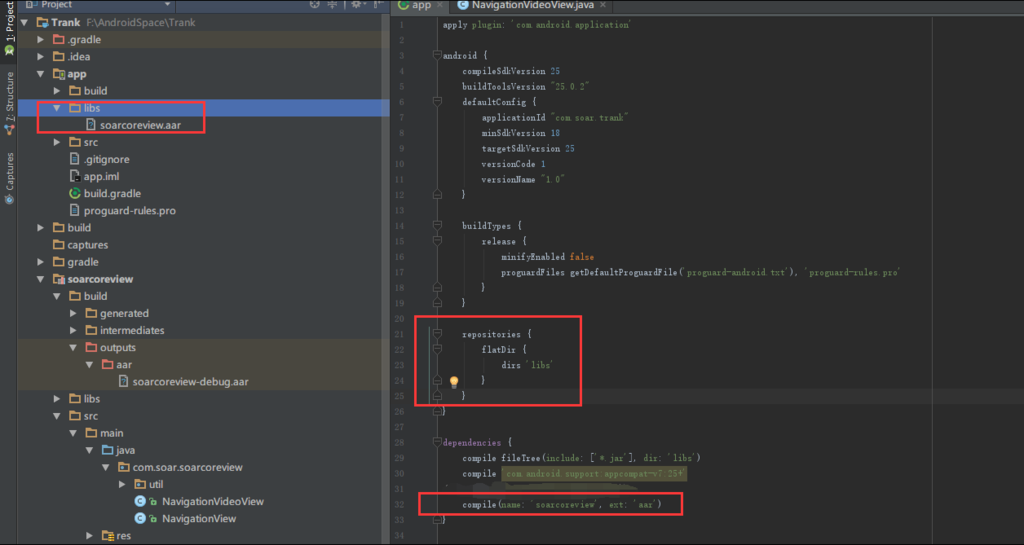 Project
Trank F:\AndroidSpace\Trank
.gradle
.idea
app
build
libs
soarcoreview.aar
src
.gitignore
app.iml
build.gradle
proguard-rules.pro
build
captures
gradle
soarcoreview
build
generated
intermediates
outputs
aar
soarcoreview-debug.aar
libs
src
main
java
com.soar.soarcoreview
util
NavigationVideoView
NavigationView
res
1: Project
7: Structure
Captures
app × NavigationVideoView.java ×
1 apply plugin: 'com.android.application'
2
3 android {
4 compileSdkVersion 25
5 buildToolsVersion "25.0.2"
6 defaultConfig {
7 applicationId "com.soar.trank"
8 minSdkVersion 18
9 targetSdkVersion 25
10 versionCode 1
11 versionName "1.0"
12 }
13
14 buildTypes {
15 release {
16 minifyEnabled false
17 proguardFiles getDefaultProguardFile('proguard-android.txt'), 'proguard-rules.pro'
18 }
19 }
20
21 repositories {
22 flatDir {
23 dirs 'libs'
24 }
25 }
26 }
27
28 dependencies {
29 compile fileTree(include: ['*.jar'], dir: 'libs')
30 compile 'com.android.support:appcompat-v7:25+'
31
32 compile(name: 'soarcoreview', ext: 'aar')
33 }
34